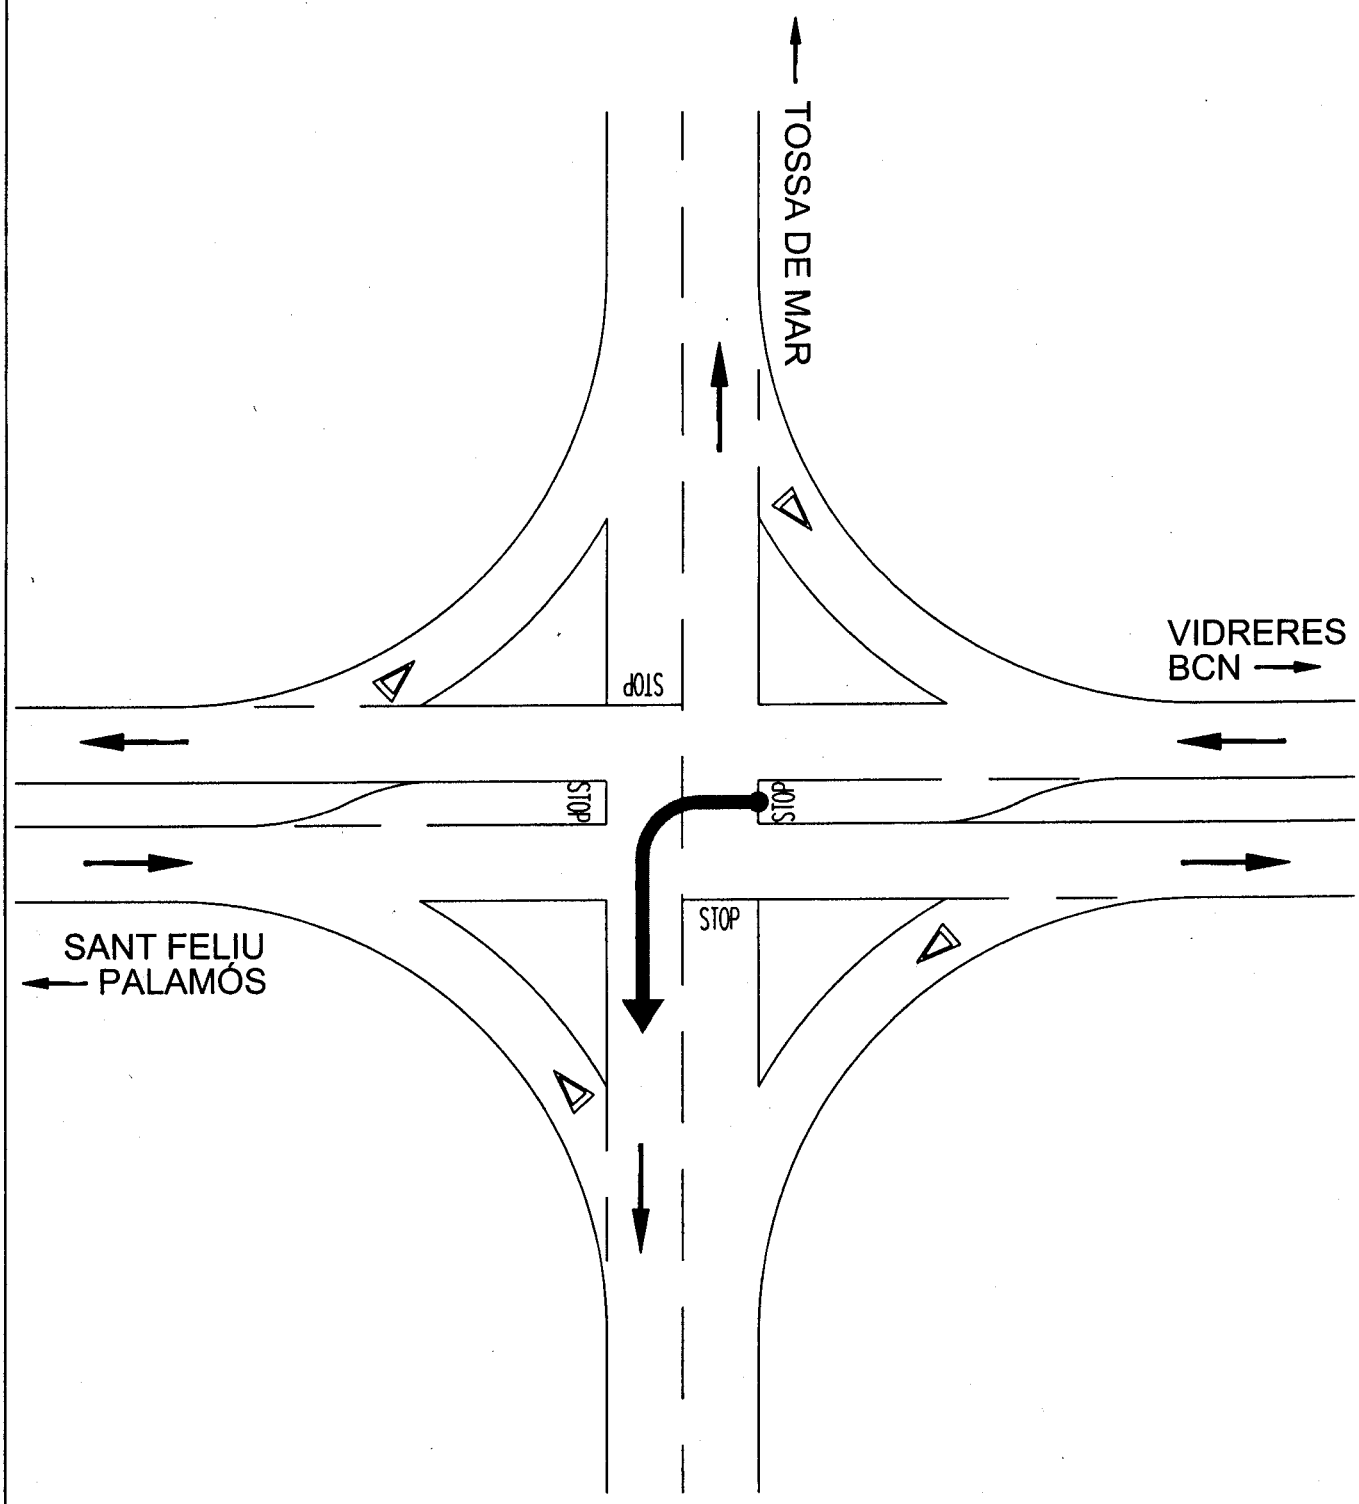 TOSSA DE MAR
VIDRERES
BCN
STOP
STOP
STOP
STOP
SANT FELIU
PALAMÓS